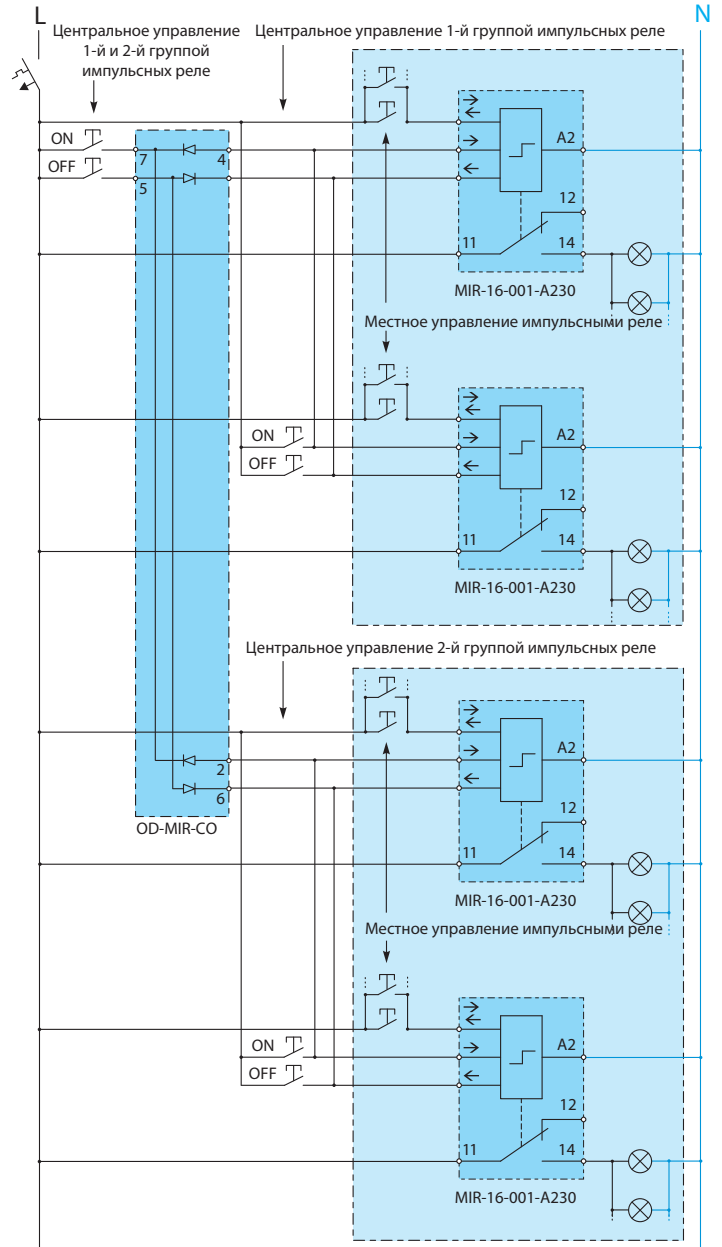 L
N
Центральное управление
1-й и 2-й группой
импульсных реле
Центральное управление 1-й группой импульсных реле
ON
OFF
7
4
5
A2
12
11
14
MIR-16-001-A230
Местное управление импульсными реле
ON
OFF
A2
12
11
14
MIR-16-001-A230
Центральное управление 2-й группой импульсных реле
2
6
OD-MIR-CO
A2
12
11
14
MIR-16-001-A230
Местное управление импульсными реле
ON
OFF
A2
12
11
14
MIR-16-001-A230